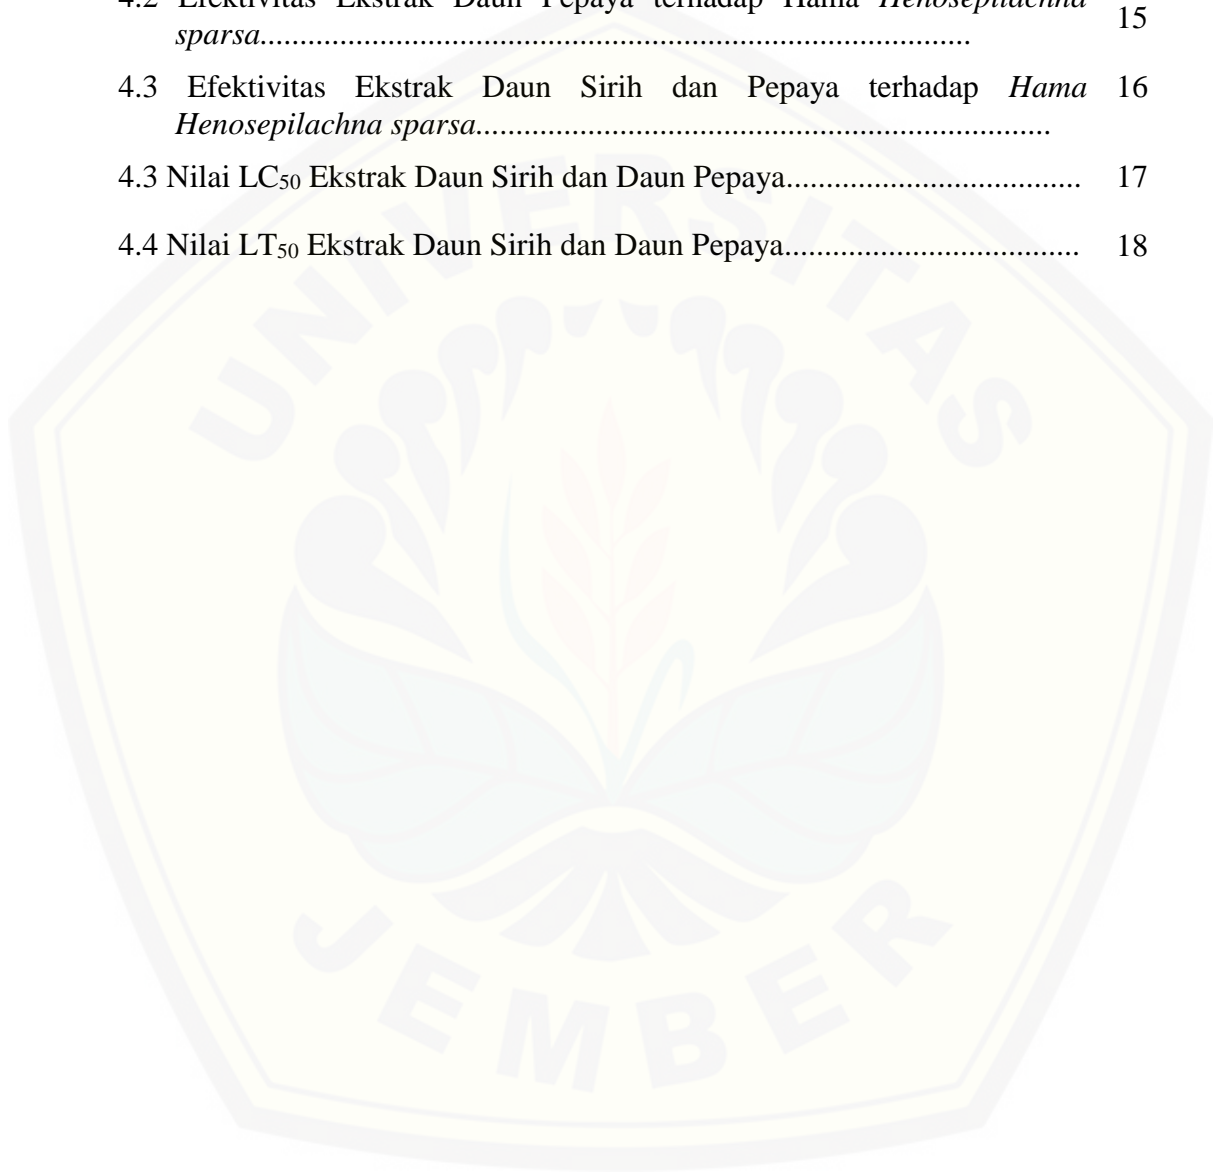 4.2 Efektivitas Ekstrak Daun Pepaya terhadap Hama Henosepilachna
sparsa......................................................................................... 15
4.3 Efektivitas Ekstrak Daun Sirih dan Pepaya terhadap Hama 16
Henosepilachna sparsa........................................................................
4.3 Nilai LC50 Ekstrak Daun Sirih dan Daun Pepaya..................................... 17
4.4 Nilai LT50 Ekstrak Daun Sirih dan Daun Pepaya..................................... 18
UNIVERSITAS
JEMBER